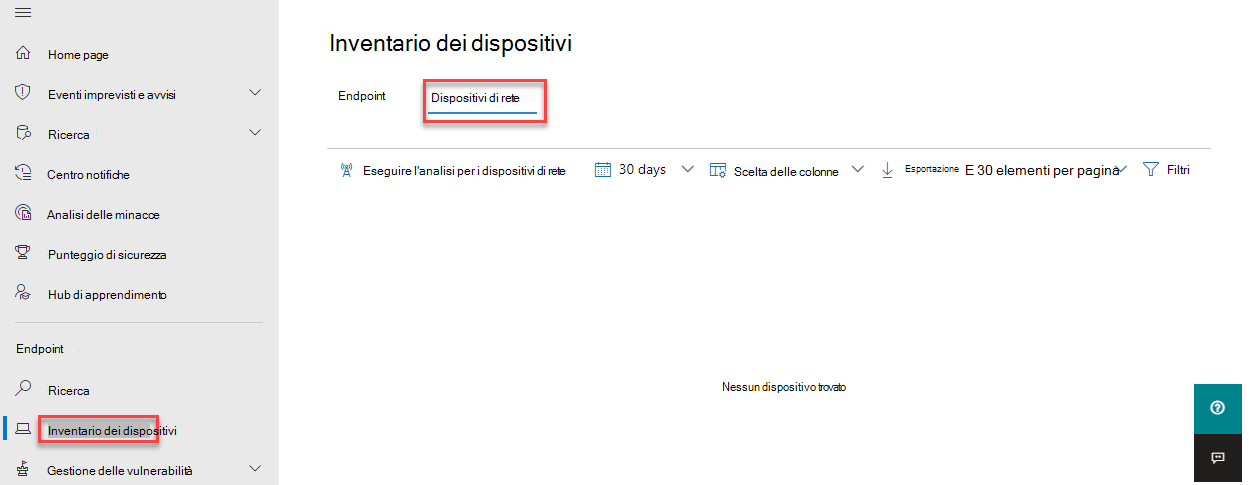 Home page
Eventi imprevisti e avvisi
Ricerca
Centro notifiche
Analisi delle minacce
Punteggio di sicurezza
Hub di apprendimento
Endpoint
Ricerca
Inventario dei dispositivi
Gestione delle vulnerabilità
Inventario dei dispositivi
Endpoint Dispositivi di rete
Eseguire l'analisi per i dispositivi di rete 30 days Scelta delle colonne Esportazione E 30 elementi per pagina Filtri
Nessun dispositivo trovato